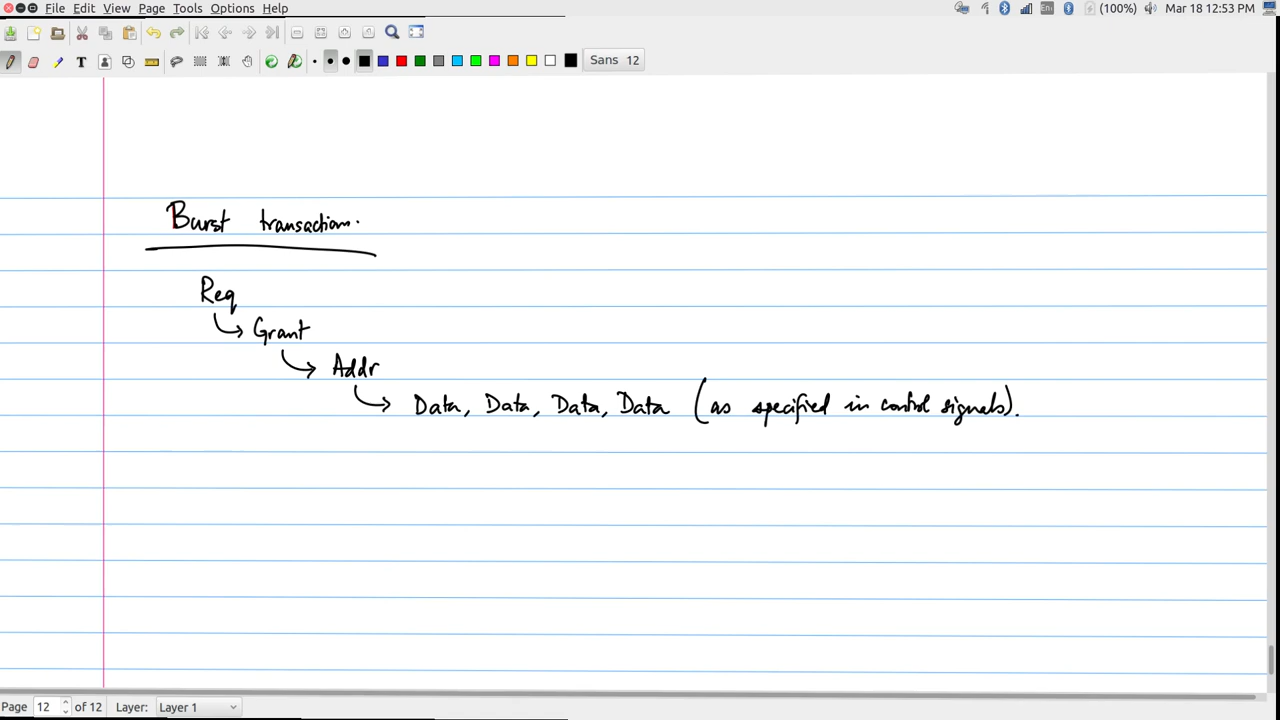 File Edit View Page Tools Options Help
(100%) Mar 18 12:53 PM
Sans 12
Burst transactions.
Req
Grant
Addr
Data, Data, Data, Data (as specified in control signals).
Page 12 of 12 Layer: Layer 1